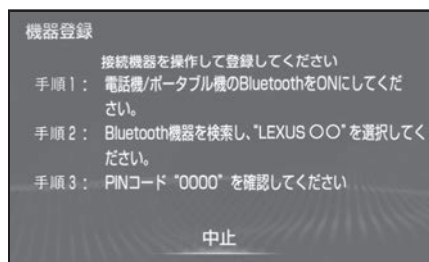 機器登録
接続機器を操作して登録してください
手順1: 電話機/ポータブル機のBluetoothをONにしてくだ
さい。
手順2: Bluetooth機器を検索し、"LEXUS ○○"を選択してく
ださい。
手順3: PINコード "0000" を確認してください
中止